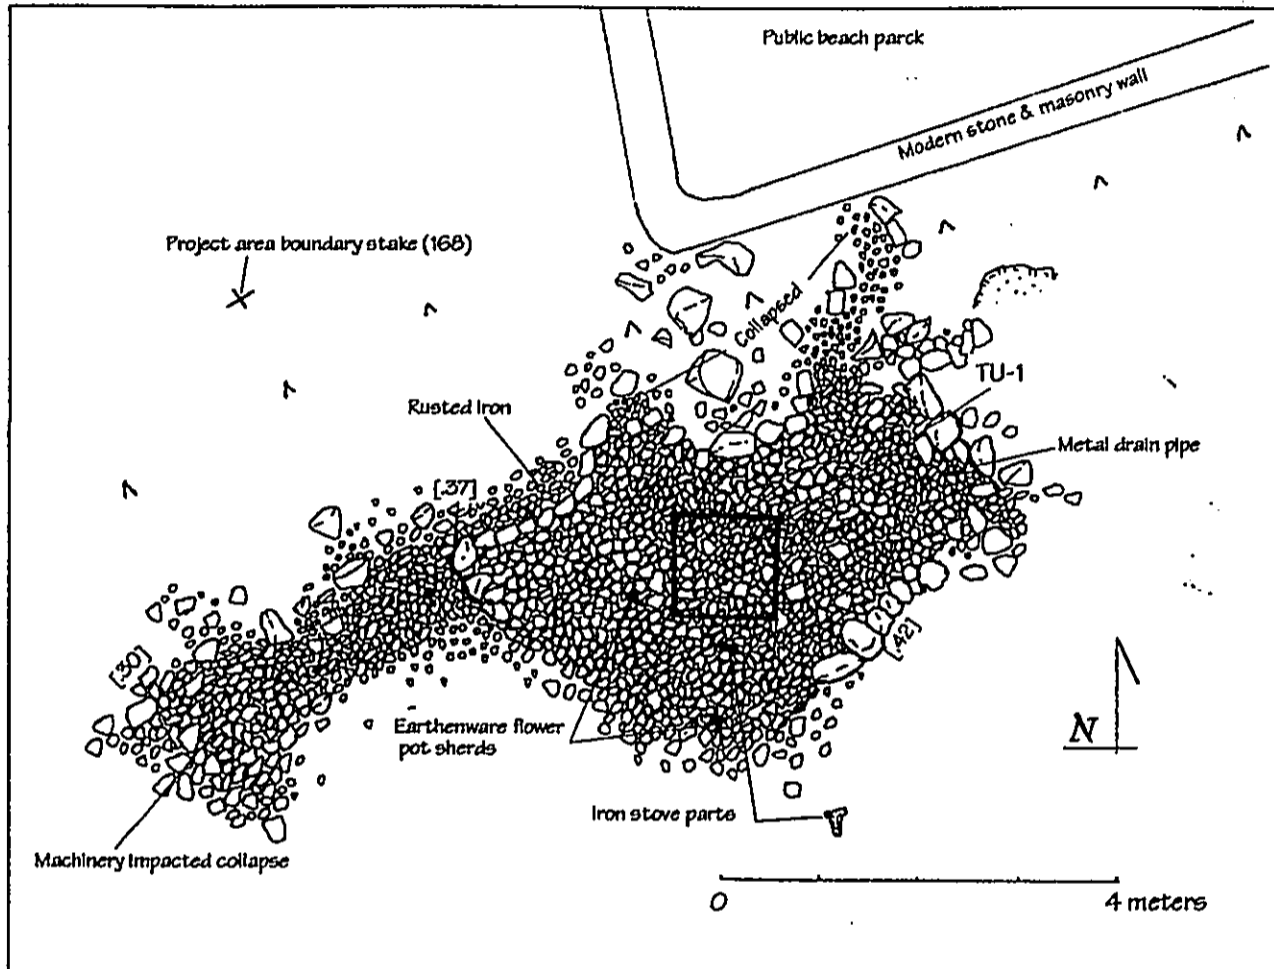 Public beach parck
Modern stone & masonry wall
Project area boundary stake (168)
Collapsed
TU-1
Rusted iron
Metal drain pipe
[.37]
[.30]
[.42]
Earthenware flower
pot sherds
N
Iron stove parts
Machinery impacted collapse
0
4 meters